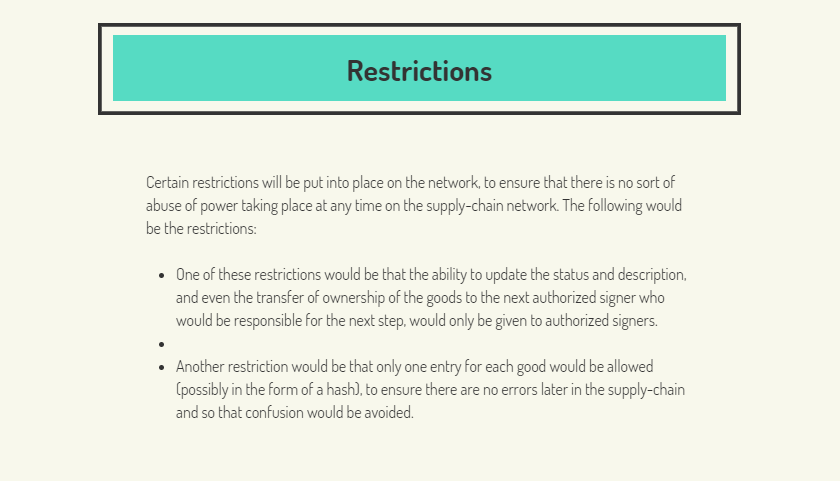 Restrictions
Certain restrictions will be put into place on the network, to ensure that there is no sort of
abuse of power taking place at any time on the supply-chain network. The following would
be the restrictions:
One of these restrictions would be that the ability to update the status and description,
and even the transfer of ownership of the goods to the next authorized signer who
would be responsible for the next step, would only be given to authorized signers.
Another restriction would be that only one entry for each good would be allowed
(possibly in the form of a hash), to ensure there are no errors later in the supply-chain
and so that confusion would be avoided.